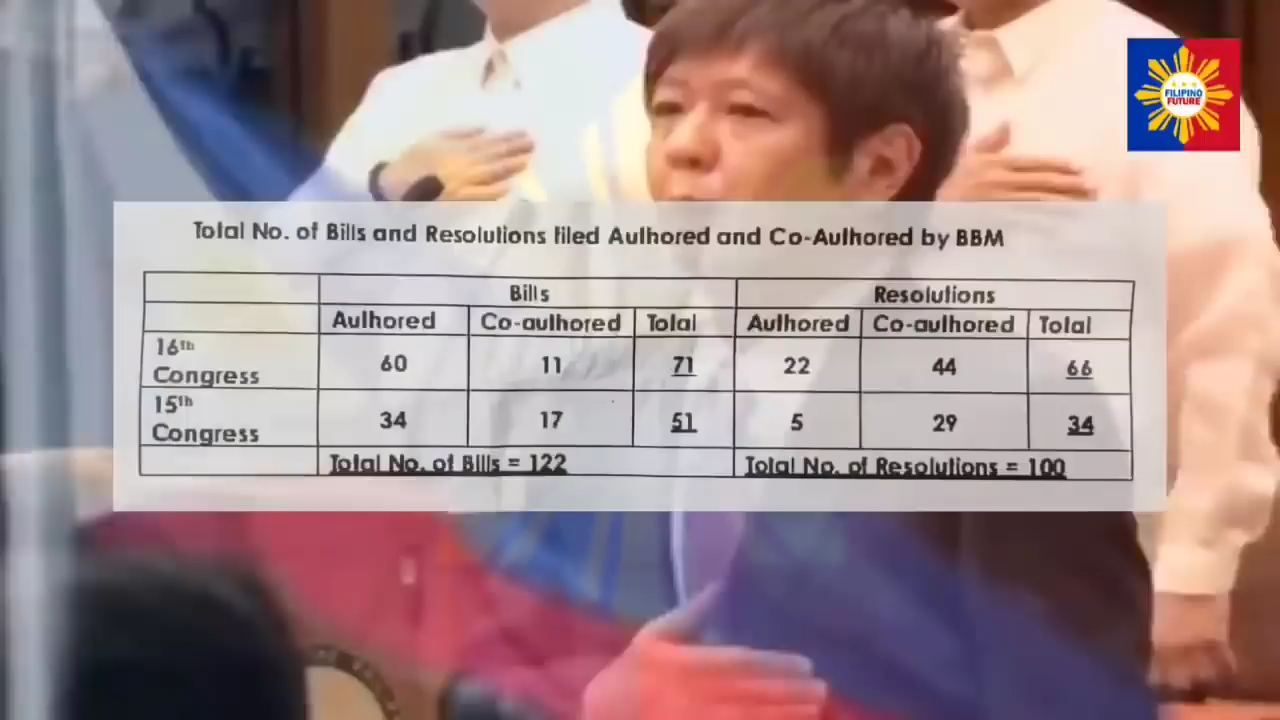 FILIPINO
FUTURE
Total No. of Bills and Resolutions filed Authored and Co-Authored by BBM
Bills Resolutions
Authored Co-authored Total Authored Co-authored Total
16th Congress 60 11 71 22 44 66
15th Congress 34 17 51 5 29 34
Total No. of Bills = 122 Total No. of Resolutions = 100